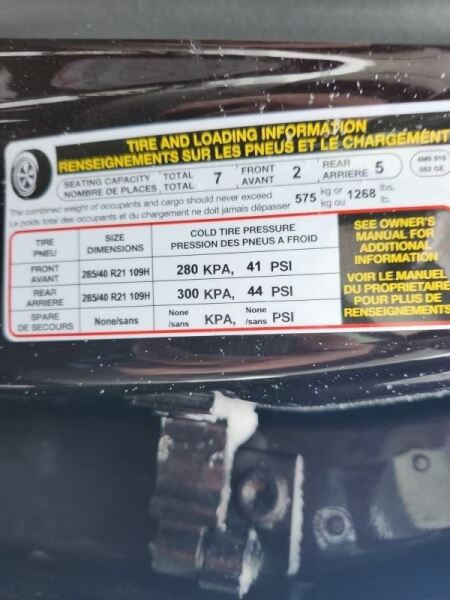 TIRE AND LOADING INFORMATION
RENSEIGNEMENTS SUR LES PNEUS ET LE CHARGEMENT
SEATING CAPACITY TOTAL 7 FRONT 2 REAR 5
NOMBRE DE PLACES TOTAL AVANT ARRIERE
4M8 010
502 GE
The combined weight of occupants and cargo should never exceed 575 kg or 1268 lbs.
Le poids total des occupants et du chargement ne doit jamais dépasser kg ou lb.
TIRE SIZE COLD TIRE PRESSURE
PNEU DIMENSIONS PRESSION DES PNEUS A FROID
FRONT
AVANT 285/40 R21 109H 280 KPA, 41 PSI
REAR
ARRIERE 285/40 R21 109H 300 KPA, 44 PSI
SPARE
DE SECOURS None/sans None /sans KPA, None /sans PSI
SEE OWNER'S
MANUAL FOR
ADDITIONAL
INFORMATION
VOIR LE MANUEL
DU PROPRIETAIRE
POUR PLUS DE
RENSEIGNEMENTS